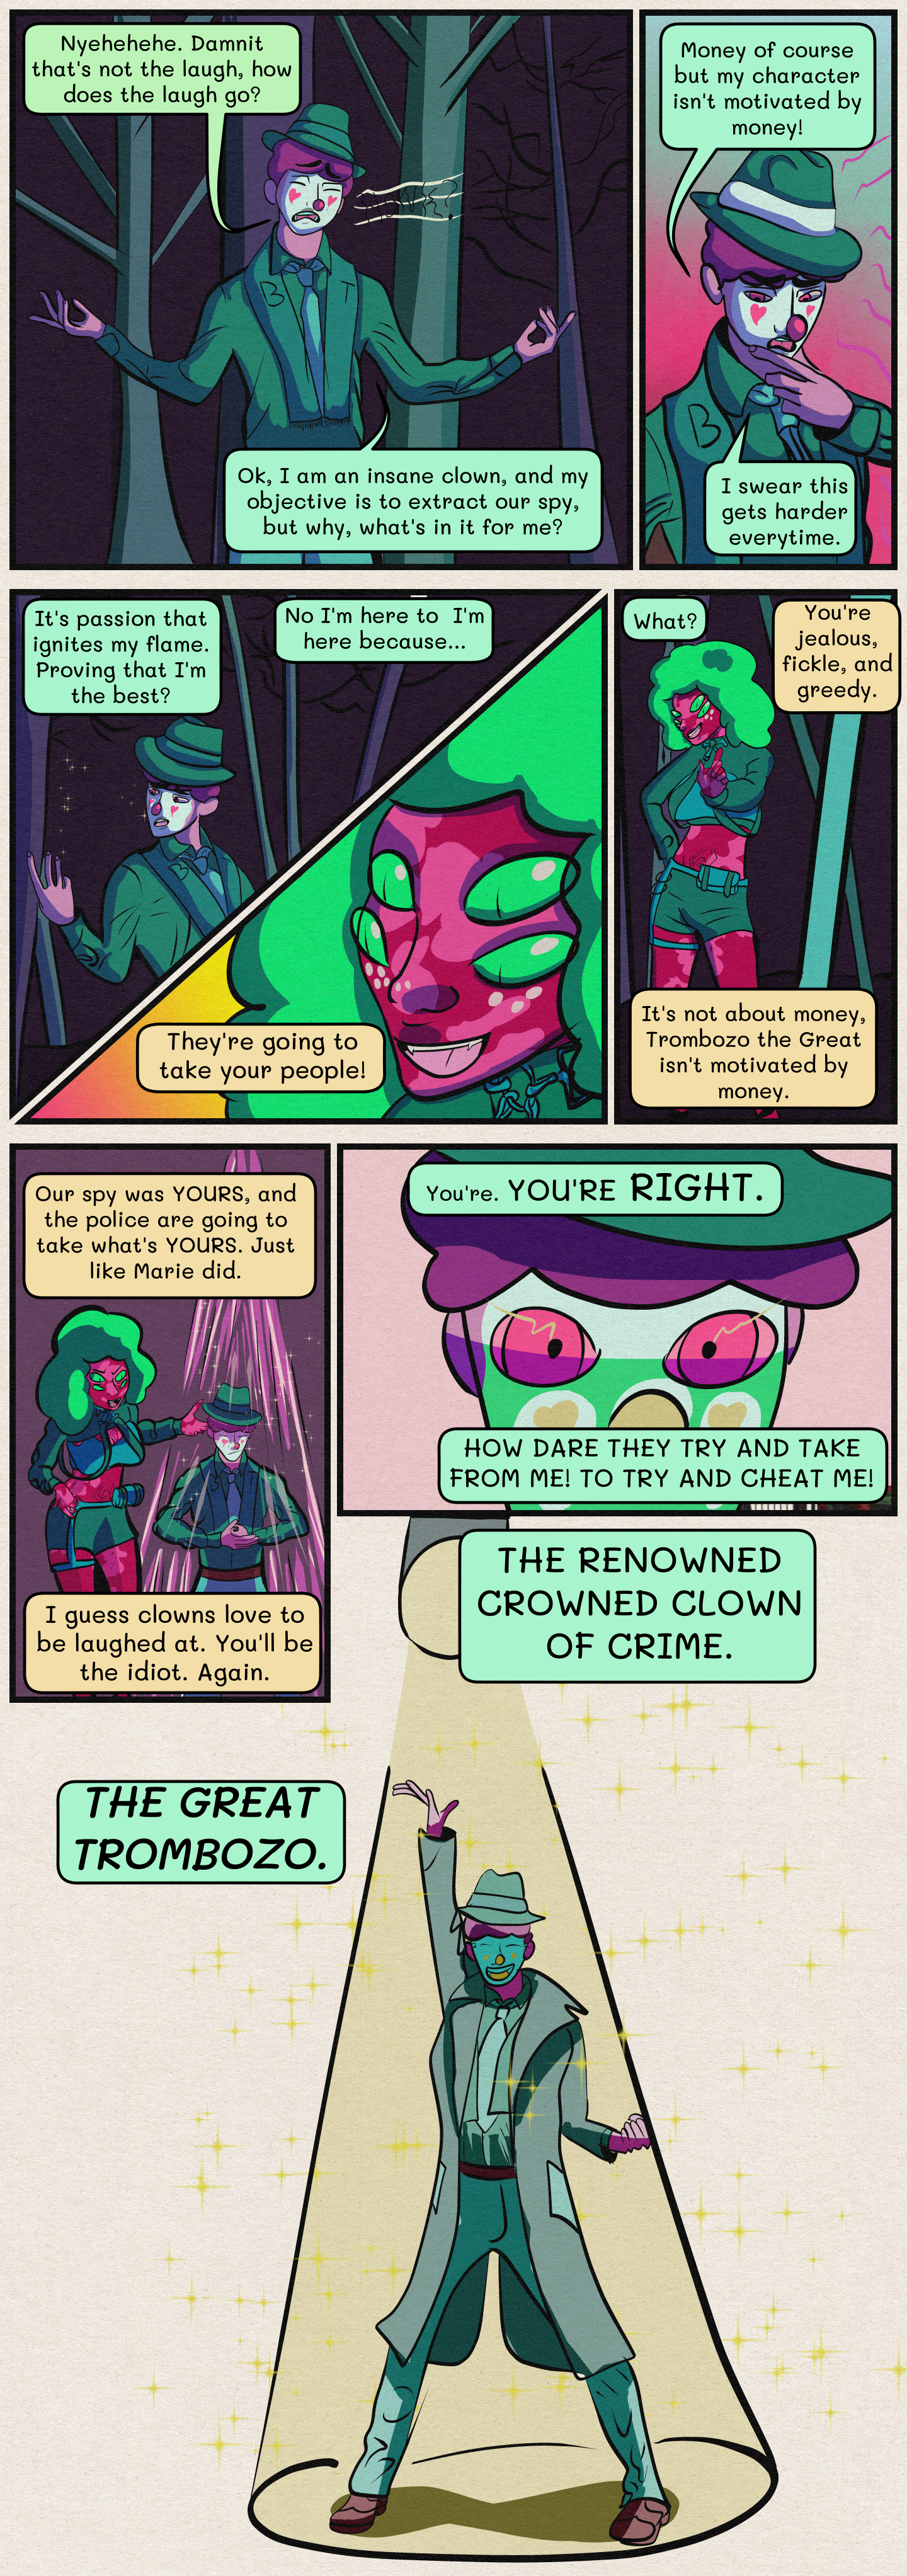 Nyehehehe. Damnit
that's not the laugh, how
does the laugh go?
HONK?
B T
Ok, I am an insane clown, and my
objective is to extract our spy,
but why, what's in it for me?
Money of course
but my character
isn't motivated by
money!
B
I swear this
gets harder
everytime.
It's passion that
ignites my flame.
Proving that I'm
the best?
No I'm here to I'm
here because...
B
They're going to
take your people!
What?
You're
jealous,
fickle, and
greedy.
It's not about money,
Trombozo the Great
isn't motivated by
money.
Our spy was YOURS, and
the police are going to
take what's YOURS. Just
like Marie did.
I guess clowns love to
be laughed at. You'll be
the idiot. Again.
You're. YOU'RE RIGHT.
HOW DARE THEY TRY AND TAKE
FROM ME! TO TRY AND CHEAT ME!
THE RENOWNED
CROWNED CLOWN
OF CRIME.
THE GREAT
TROMBOZO.